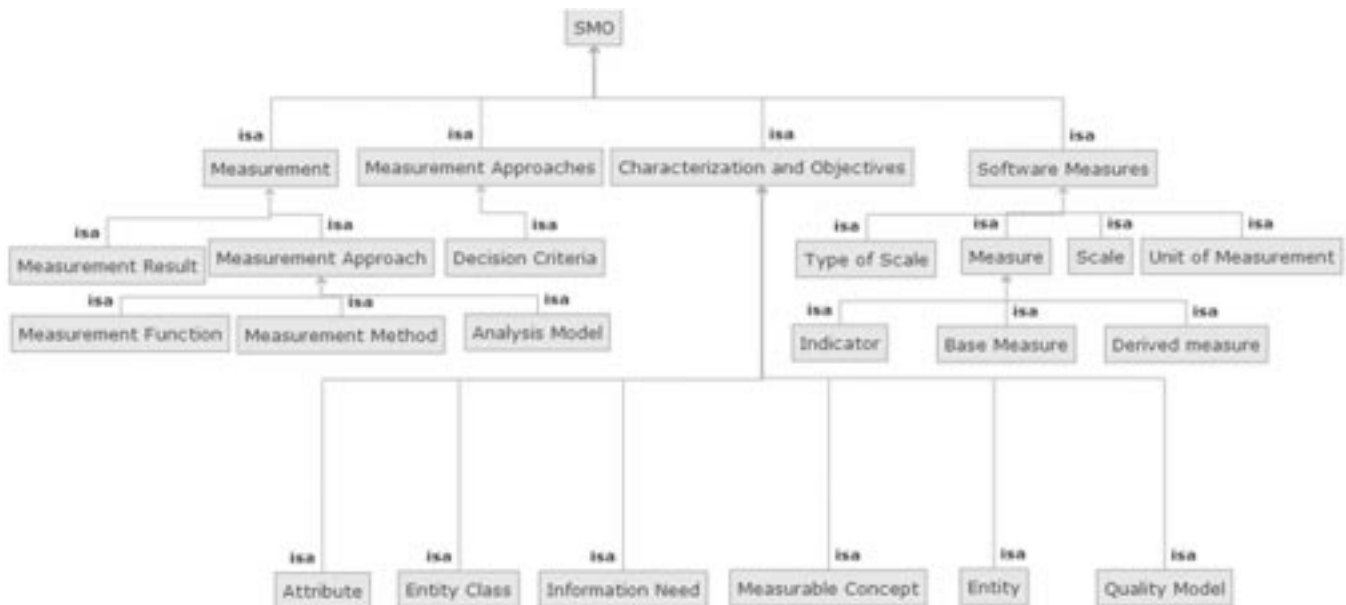 SMO
isa isa isa isa
Measurement Measurement Approaches Characterization and Objectives Software Measures
isa isa isa isa isa isa isa
Measurement Result Measurement Approach Decision Criteria Type of Scale Measure Scale Unit of Measurement
isa isa isa isa isa isa
Measurement Function Measurement Method Analysis Model Indicator Base Measure Derived measure
isa isa isa isa isa isa
Attribute Entity Class Information Need Measurable Concept Entity Quality Model